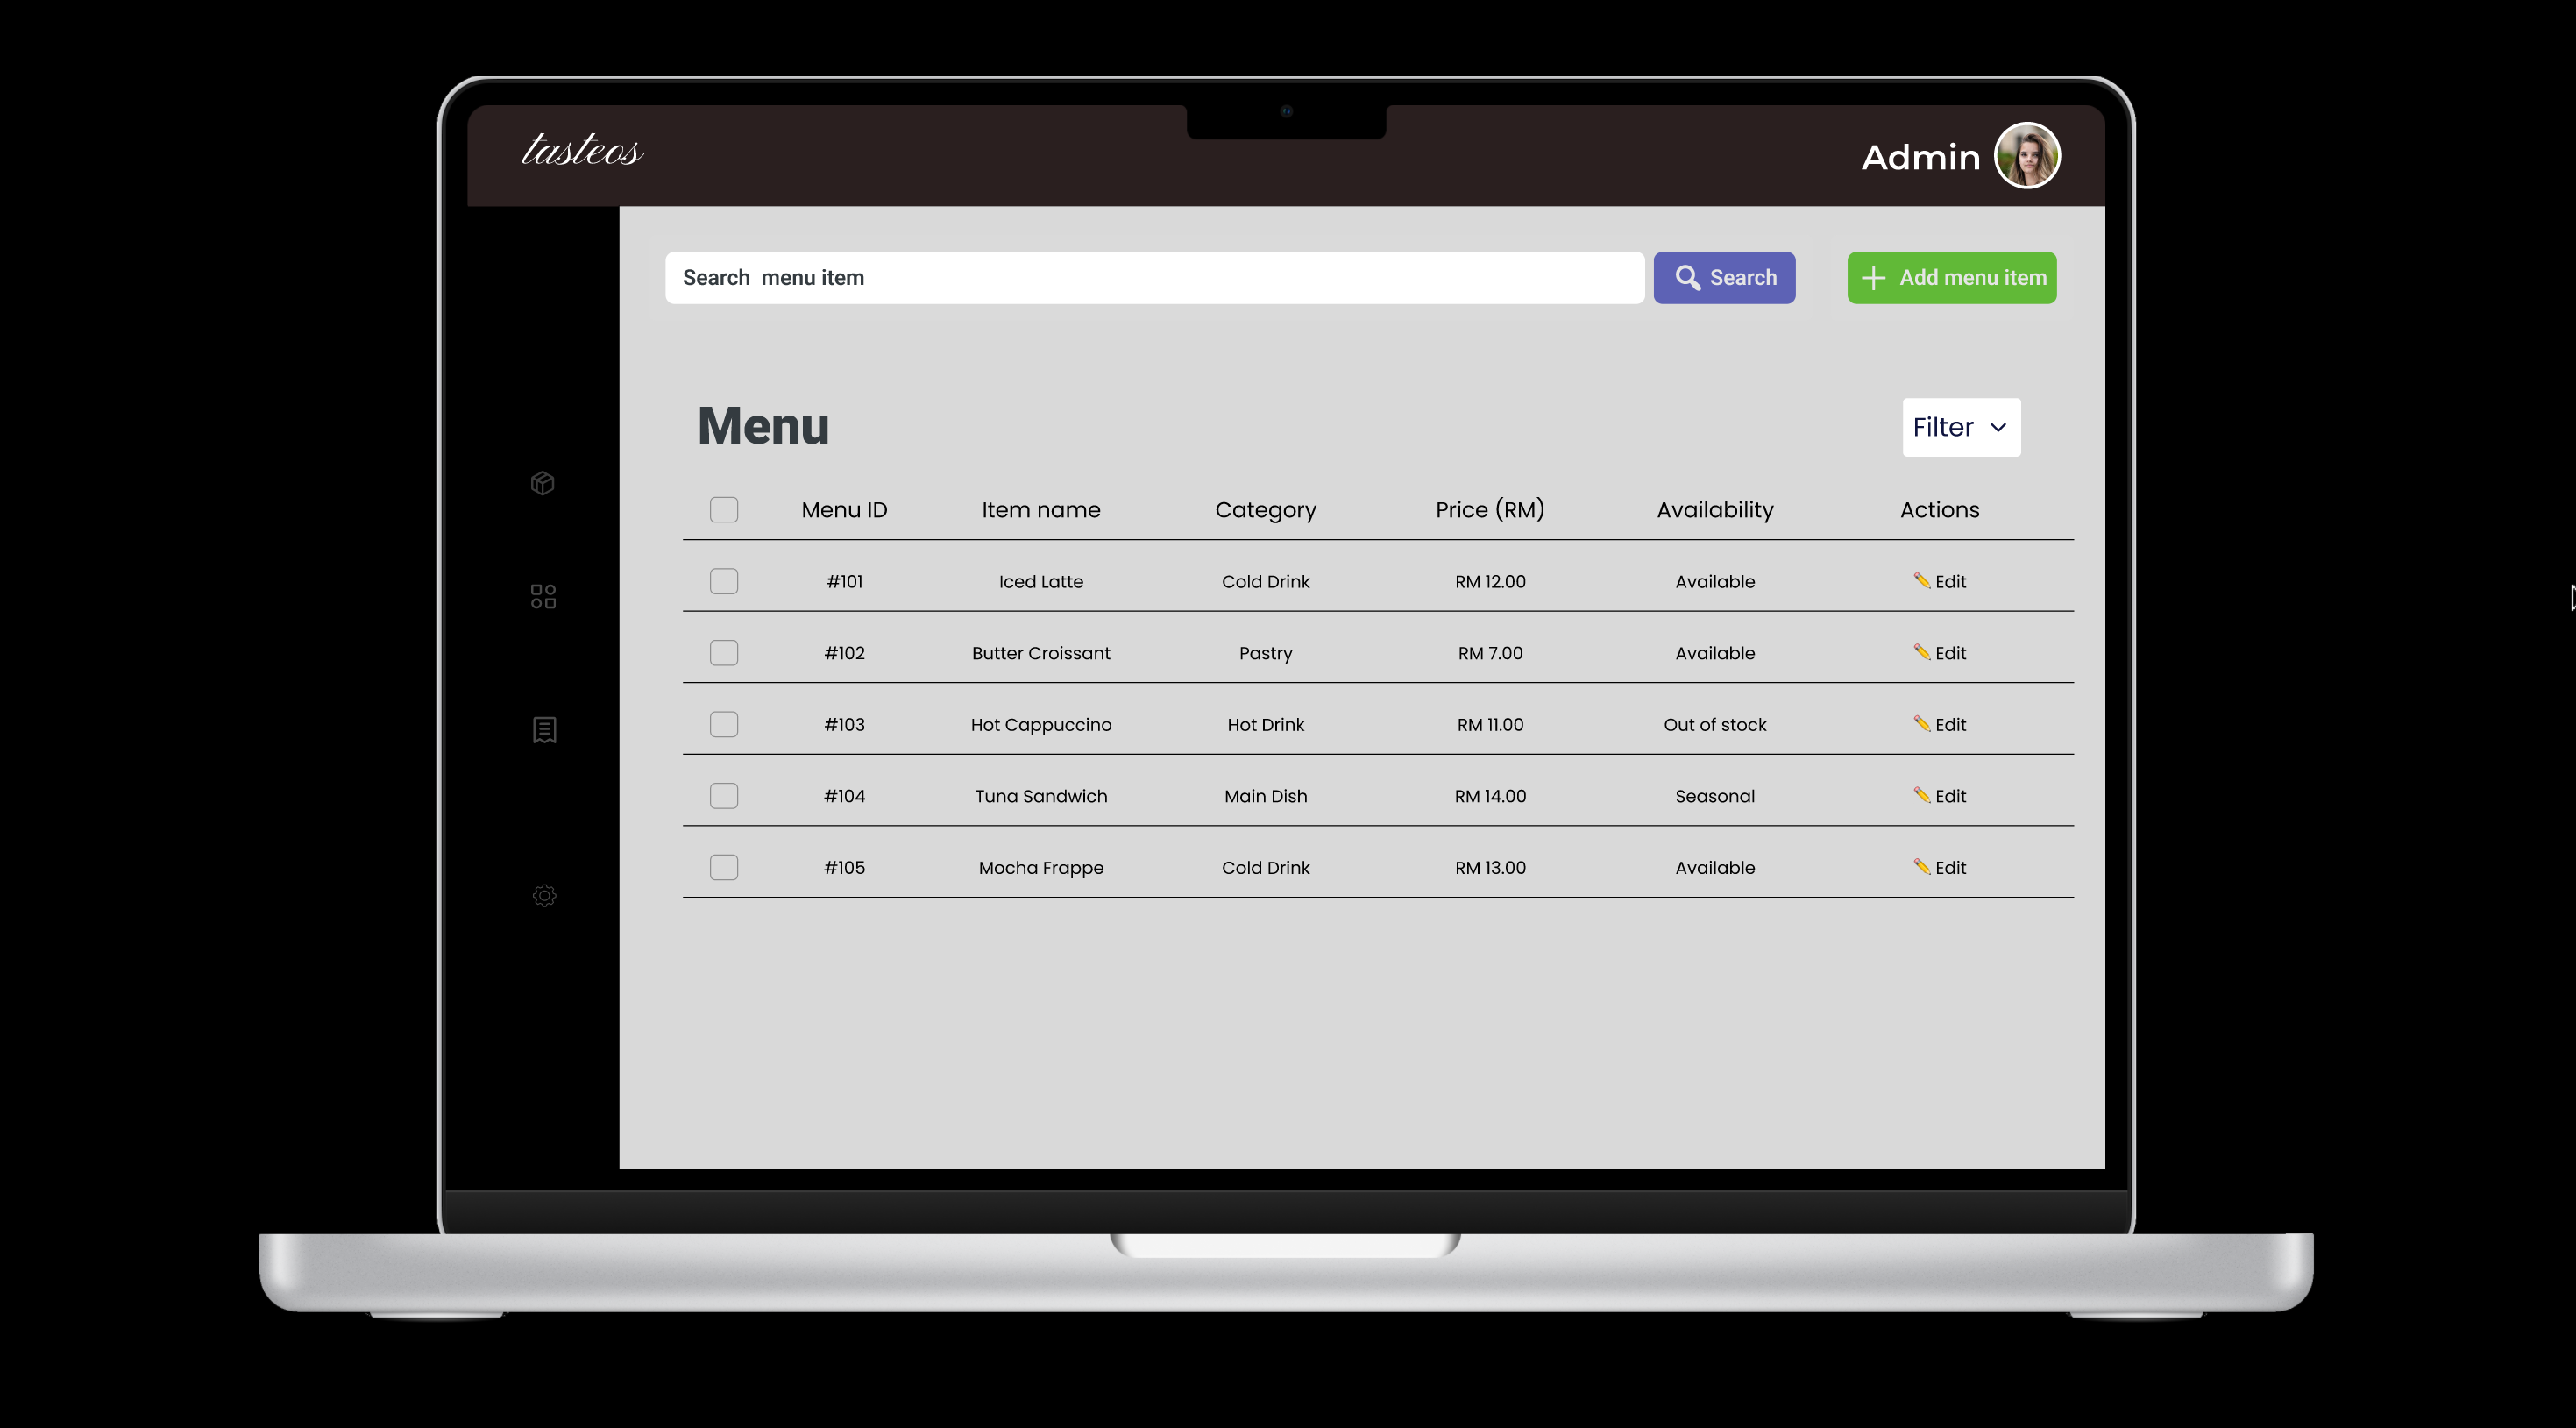 tasteos
Admin
Search menu item
Search
Add menu item
Menu
Filter
Menu ID Item name Category Price (RM) Availability Actions
#101 Iced Latte Cold Drink RM 12.00 Available Edit
#102 Butter Croissant Pastry RM 7.00 Available Edit
#103 Hot Cappuccino Hot Drink RM 11.00 Out of stock Edit
#104 Tuna Sandwich Main Dish RM 14.00 Seasonal Edit
#105 Mocha Frappe Cold Drink RM 13.00 Available Edit